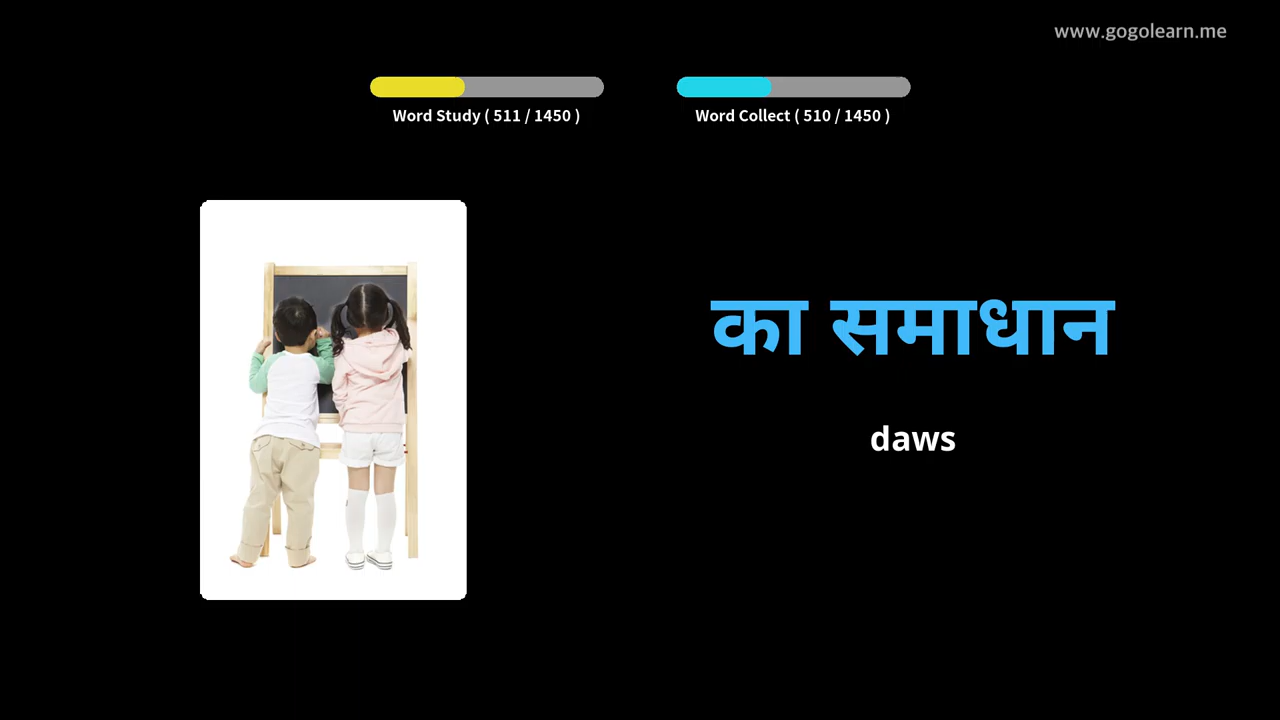 www.gogolearn.me
Word Study ( 511 / 1450 )
Word Collect ( 510 / 1450 )
का समाधान
daws